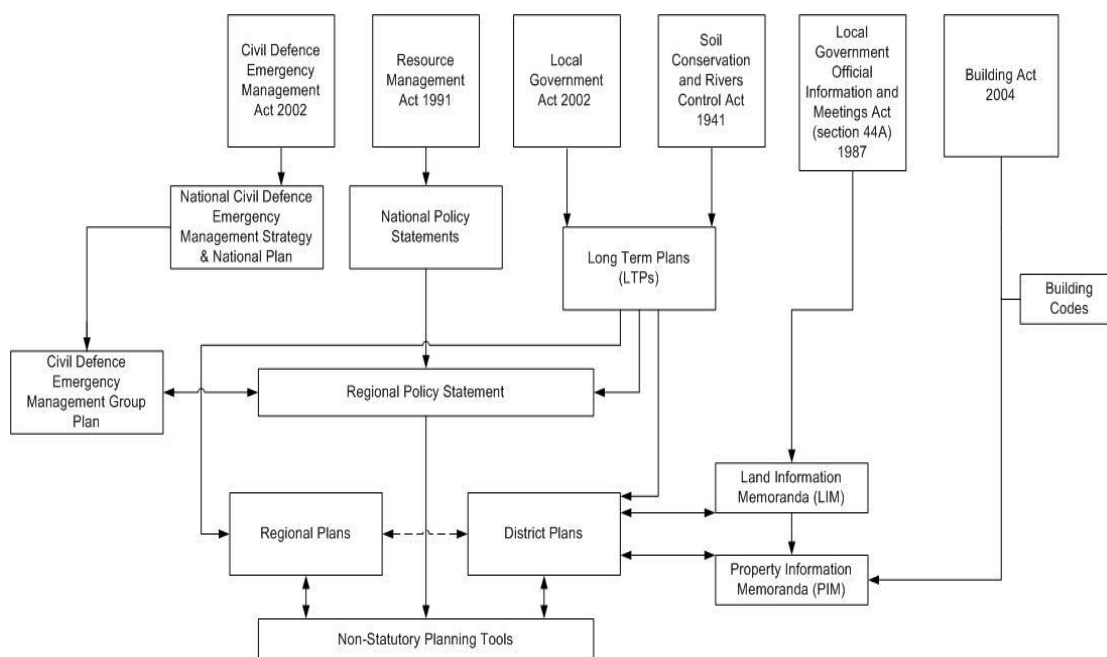 Civil Defence
Emergency
Management
Act 2002
Resource
Management
Act 1991
Local
Government
Act 2002
Soil
Conservation
and Rivers
Control Act
1941
Local
Government
Official
Information and
Meetings Act
(section 44A)
1987
Building Act
2004
National Civil Defence
Emergency
Management Strategy
& National Plan
National Policy
Statements
Long Term Plans
(LTPs)
Building
Codes
Civil Defence
Emergency
Management Group
Plan
Regional Policy Statement
Land Information
Memoranda (LIM)
Regional Plans
District Plans
Property Information
Memoranda (PIM)
Non-Statutory Planning Tools